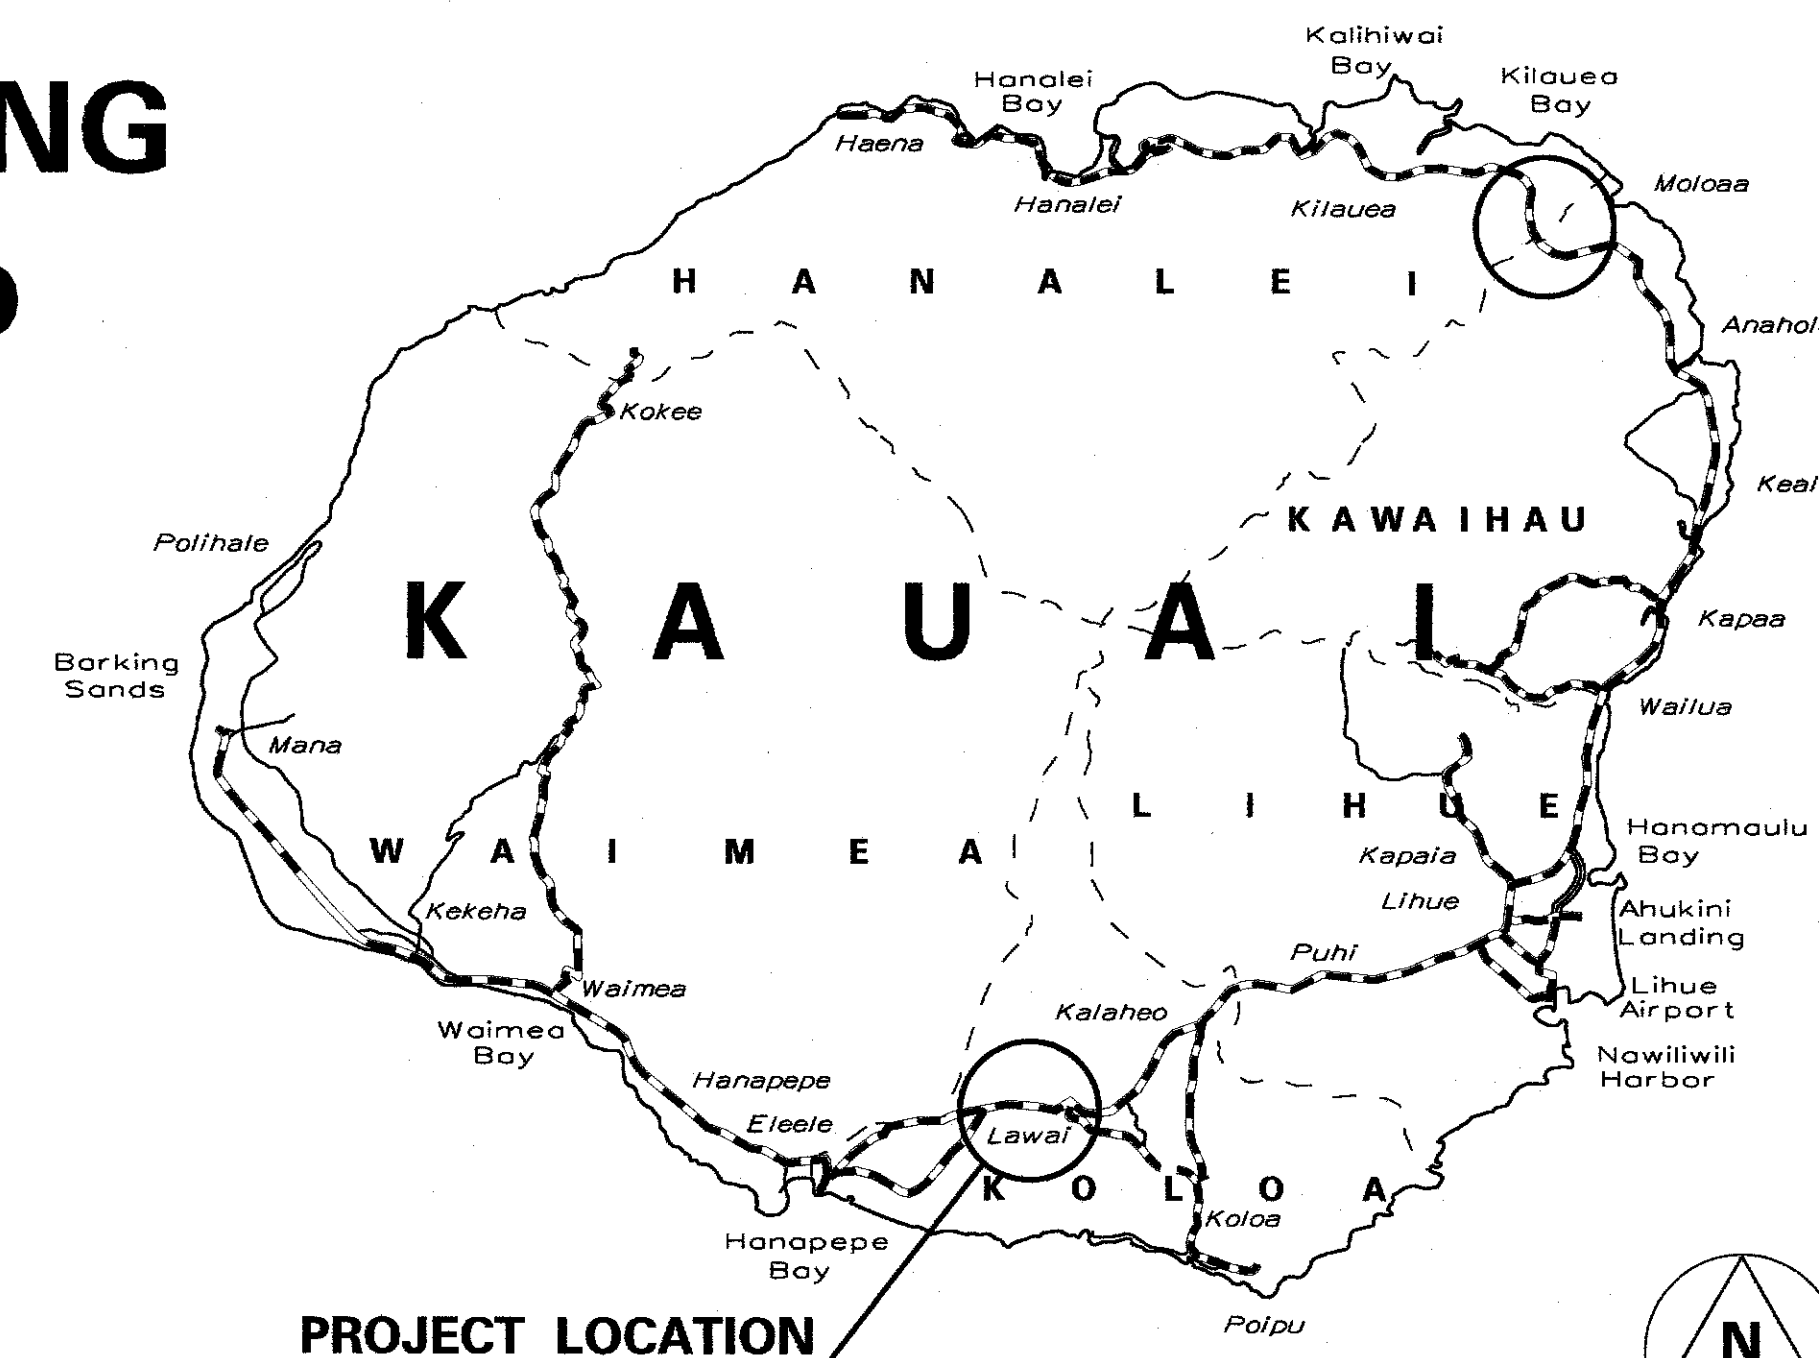 NG
Kalihiwai
Bay
Hanalei
Bay
Kilauea
Bay
Haena
Hanalei
Kilauea
Moloaa
H A N A L E I
Anahol
Kokee
Keal
KAWAIHAU
Polihale
K A U A I
Kapaa
Barking
Sands
Wailua
Mana
L I H U E
Hanamaulu
Bay
W A I M E A
Kapaia
Kekeha
Lihue
Ahukini
Landing
Puhi
Waimea
Lihue
Airport
Kalaheo
Waimea
Bay
Nawiliwili
Harbor
Hanapepe
Eleele
Lawai
K O L O A
Koloa
Hanapepe
Bay
Poipu
PROJECT LOCATION
N